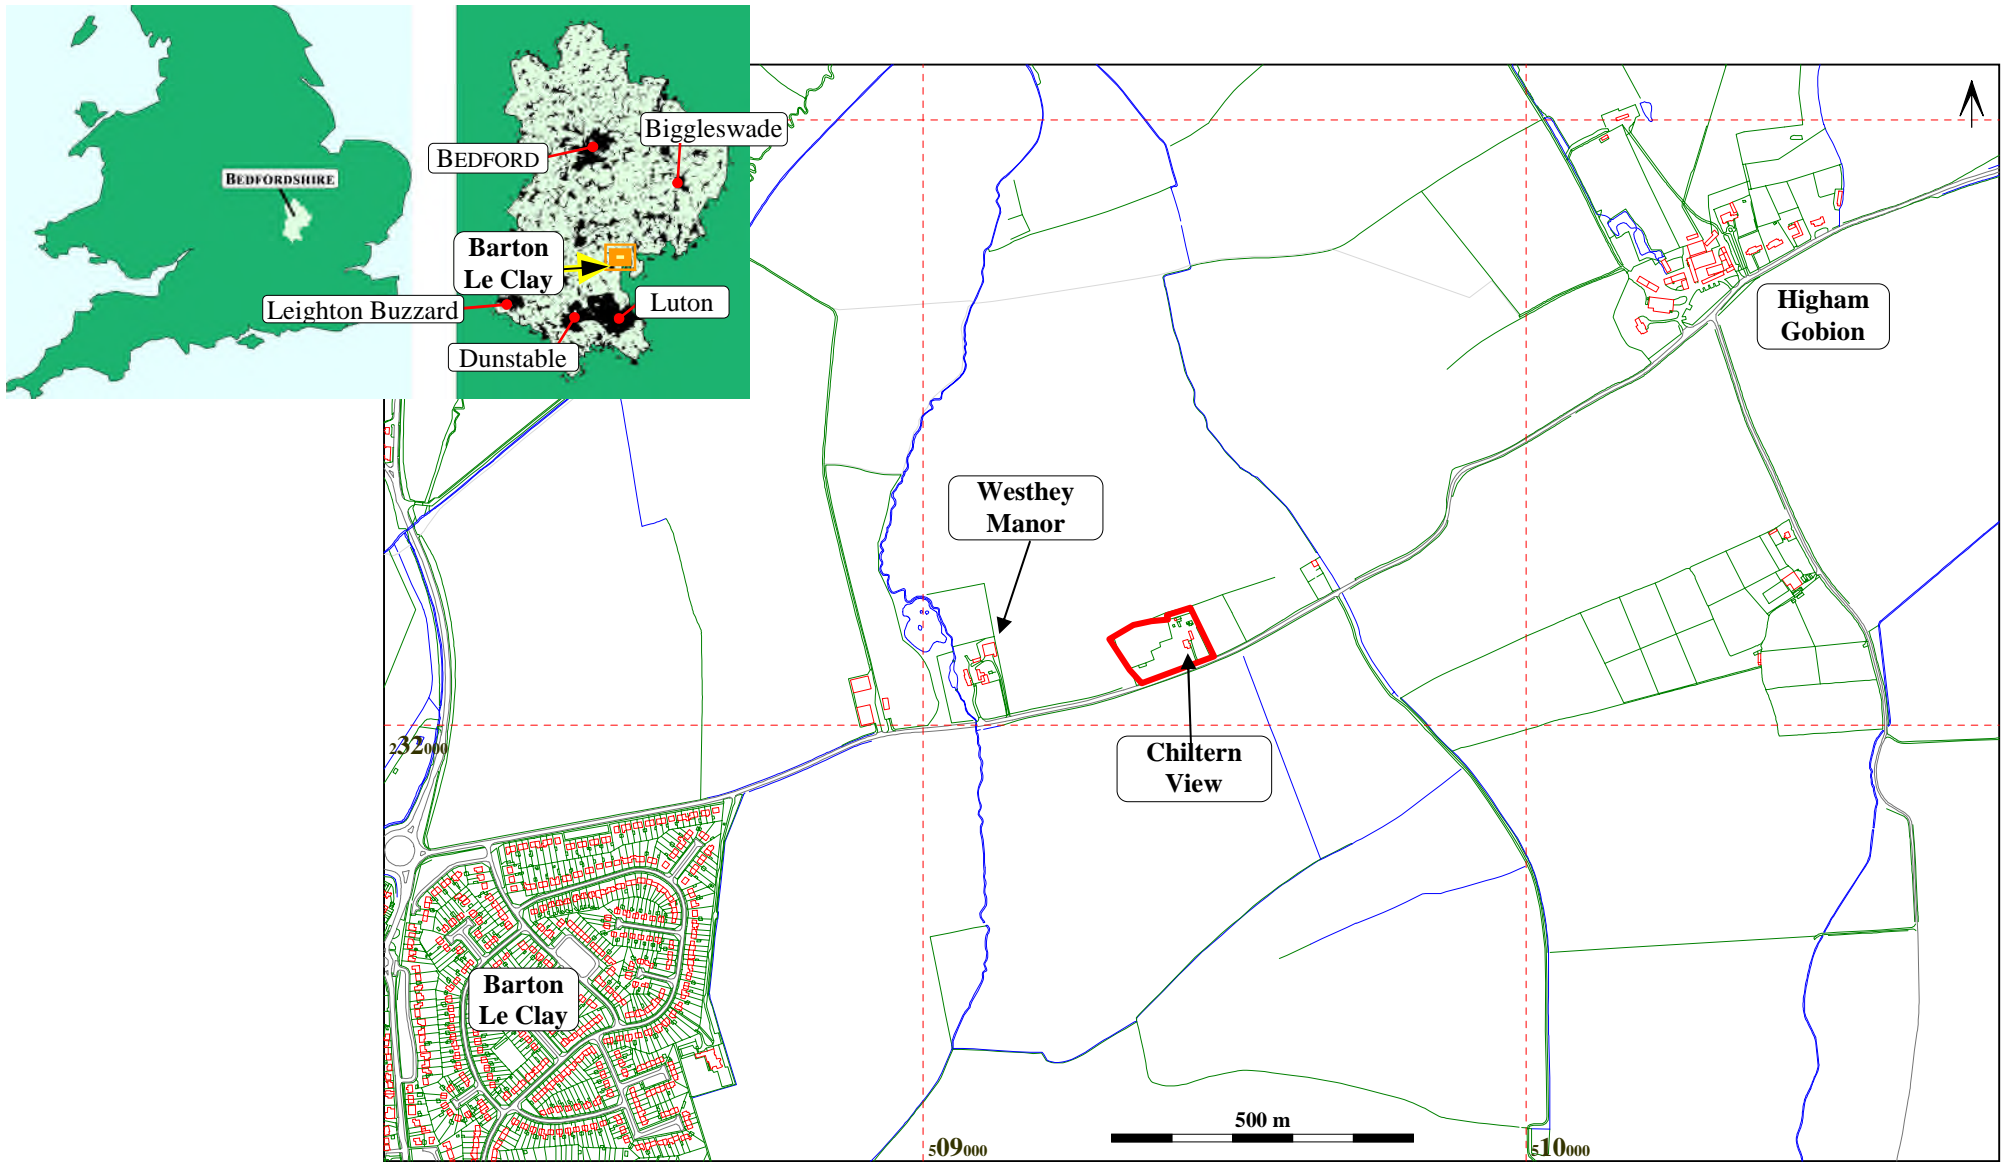 BEDFORDSHIRE
BEDFORD
Biggleswade
Barton
Le Clay
Leighton Buzzard
Luton
Dunstable
Higham
Gobion
Westhey
Manor
Chiltern
View
232000
Barton
Le Clay
500 m
509000
510000